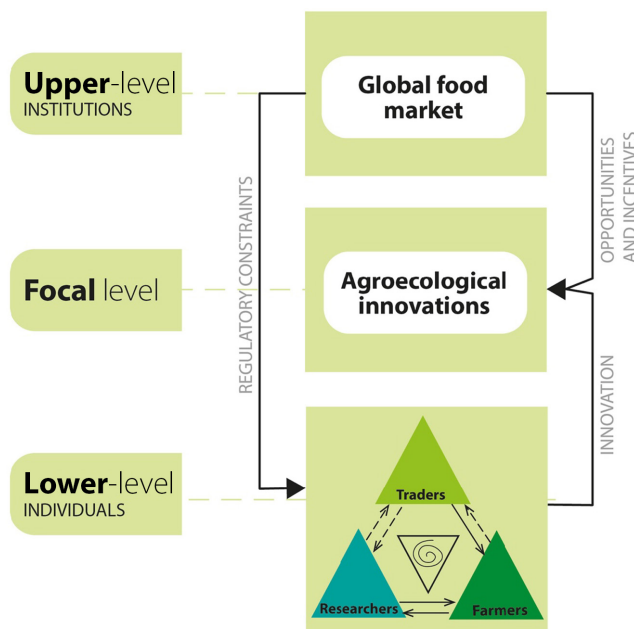 Upper-level
INSTITUTIONS
Global food
market
REGULATORY CONSTRAINTS
OPPORTUNITIES
AND INCENTIVES
Focal level
Agroecological
innovations
INNOVATION
Lower-level
INDIVIDUALS
Traders
Researchers
Farmers